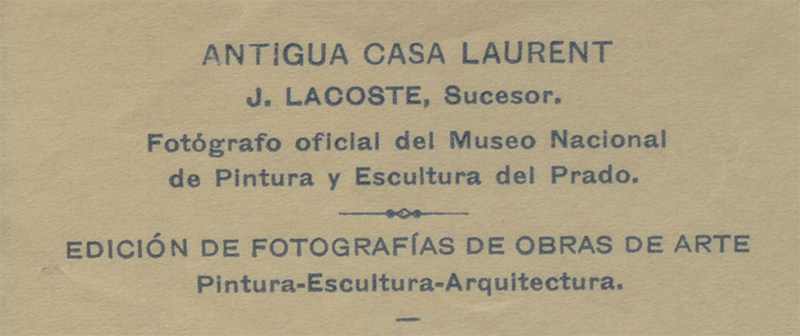 ANTIGUA CASA LAURENT
J. LACOSTE, Sucesor.
Fotógrafo oficial del Museo Nacional
de Pintura y Escultura del Prado.
EDICIÓN DE FOTOGRAFÍAS DE OBRAS DE ARTE
Pintura-Escultura-Arquitectura.